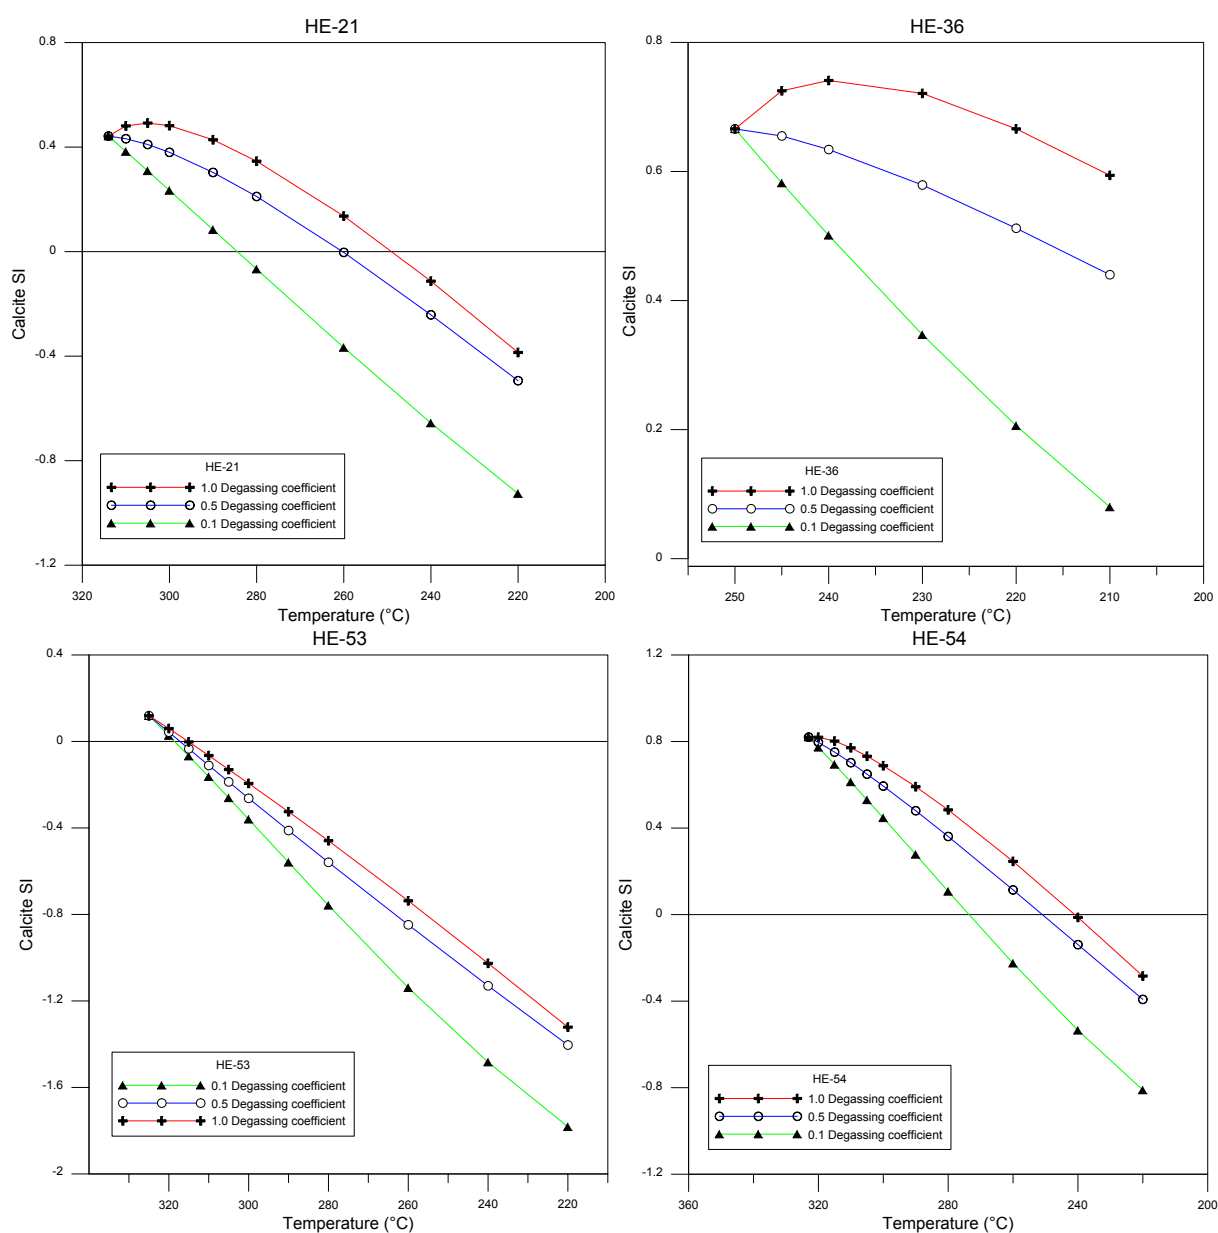 HE-21
0.8
0.4
0
-0.4
-0.8
-1.2
Calcite SI
HE-21
1.0 Degassing coefficient
0.5 Degassing coefficient
0.1 Degassing coefficient
320 300 280 260 240 220 200
Temperature (°C)
HE-36
0.8
0.6
0.4
0.2
0
Calcite SI
HE-36
1.0 Degassing coefficient
0.5 Degassing coefficient
0.1 Degassing coefficient
250 240 230 220 210 200
Temperature (°C)
HE-53
0.4
0
-0.4
-0.8
-1.2
-1.6
-2
Calcite SI
HE-53
0.1 Degassing coefficient
0.5 Degassing coefficient
1.0 Degassing coefficient
320 300 280 260 240 220
Temperature (°C)
HE-54
1.2
0.8
0.4
0
-0.4
-0.8
-1.2
Calcite SI
HE-54
1.0 Degassing coefficient
0.5 Degassing coefficient
0.1 Degassing coefficient
360 320 280 240 200
Temperature (°C)